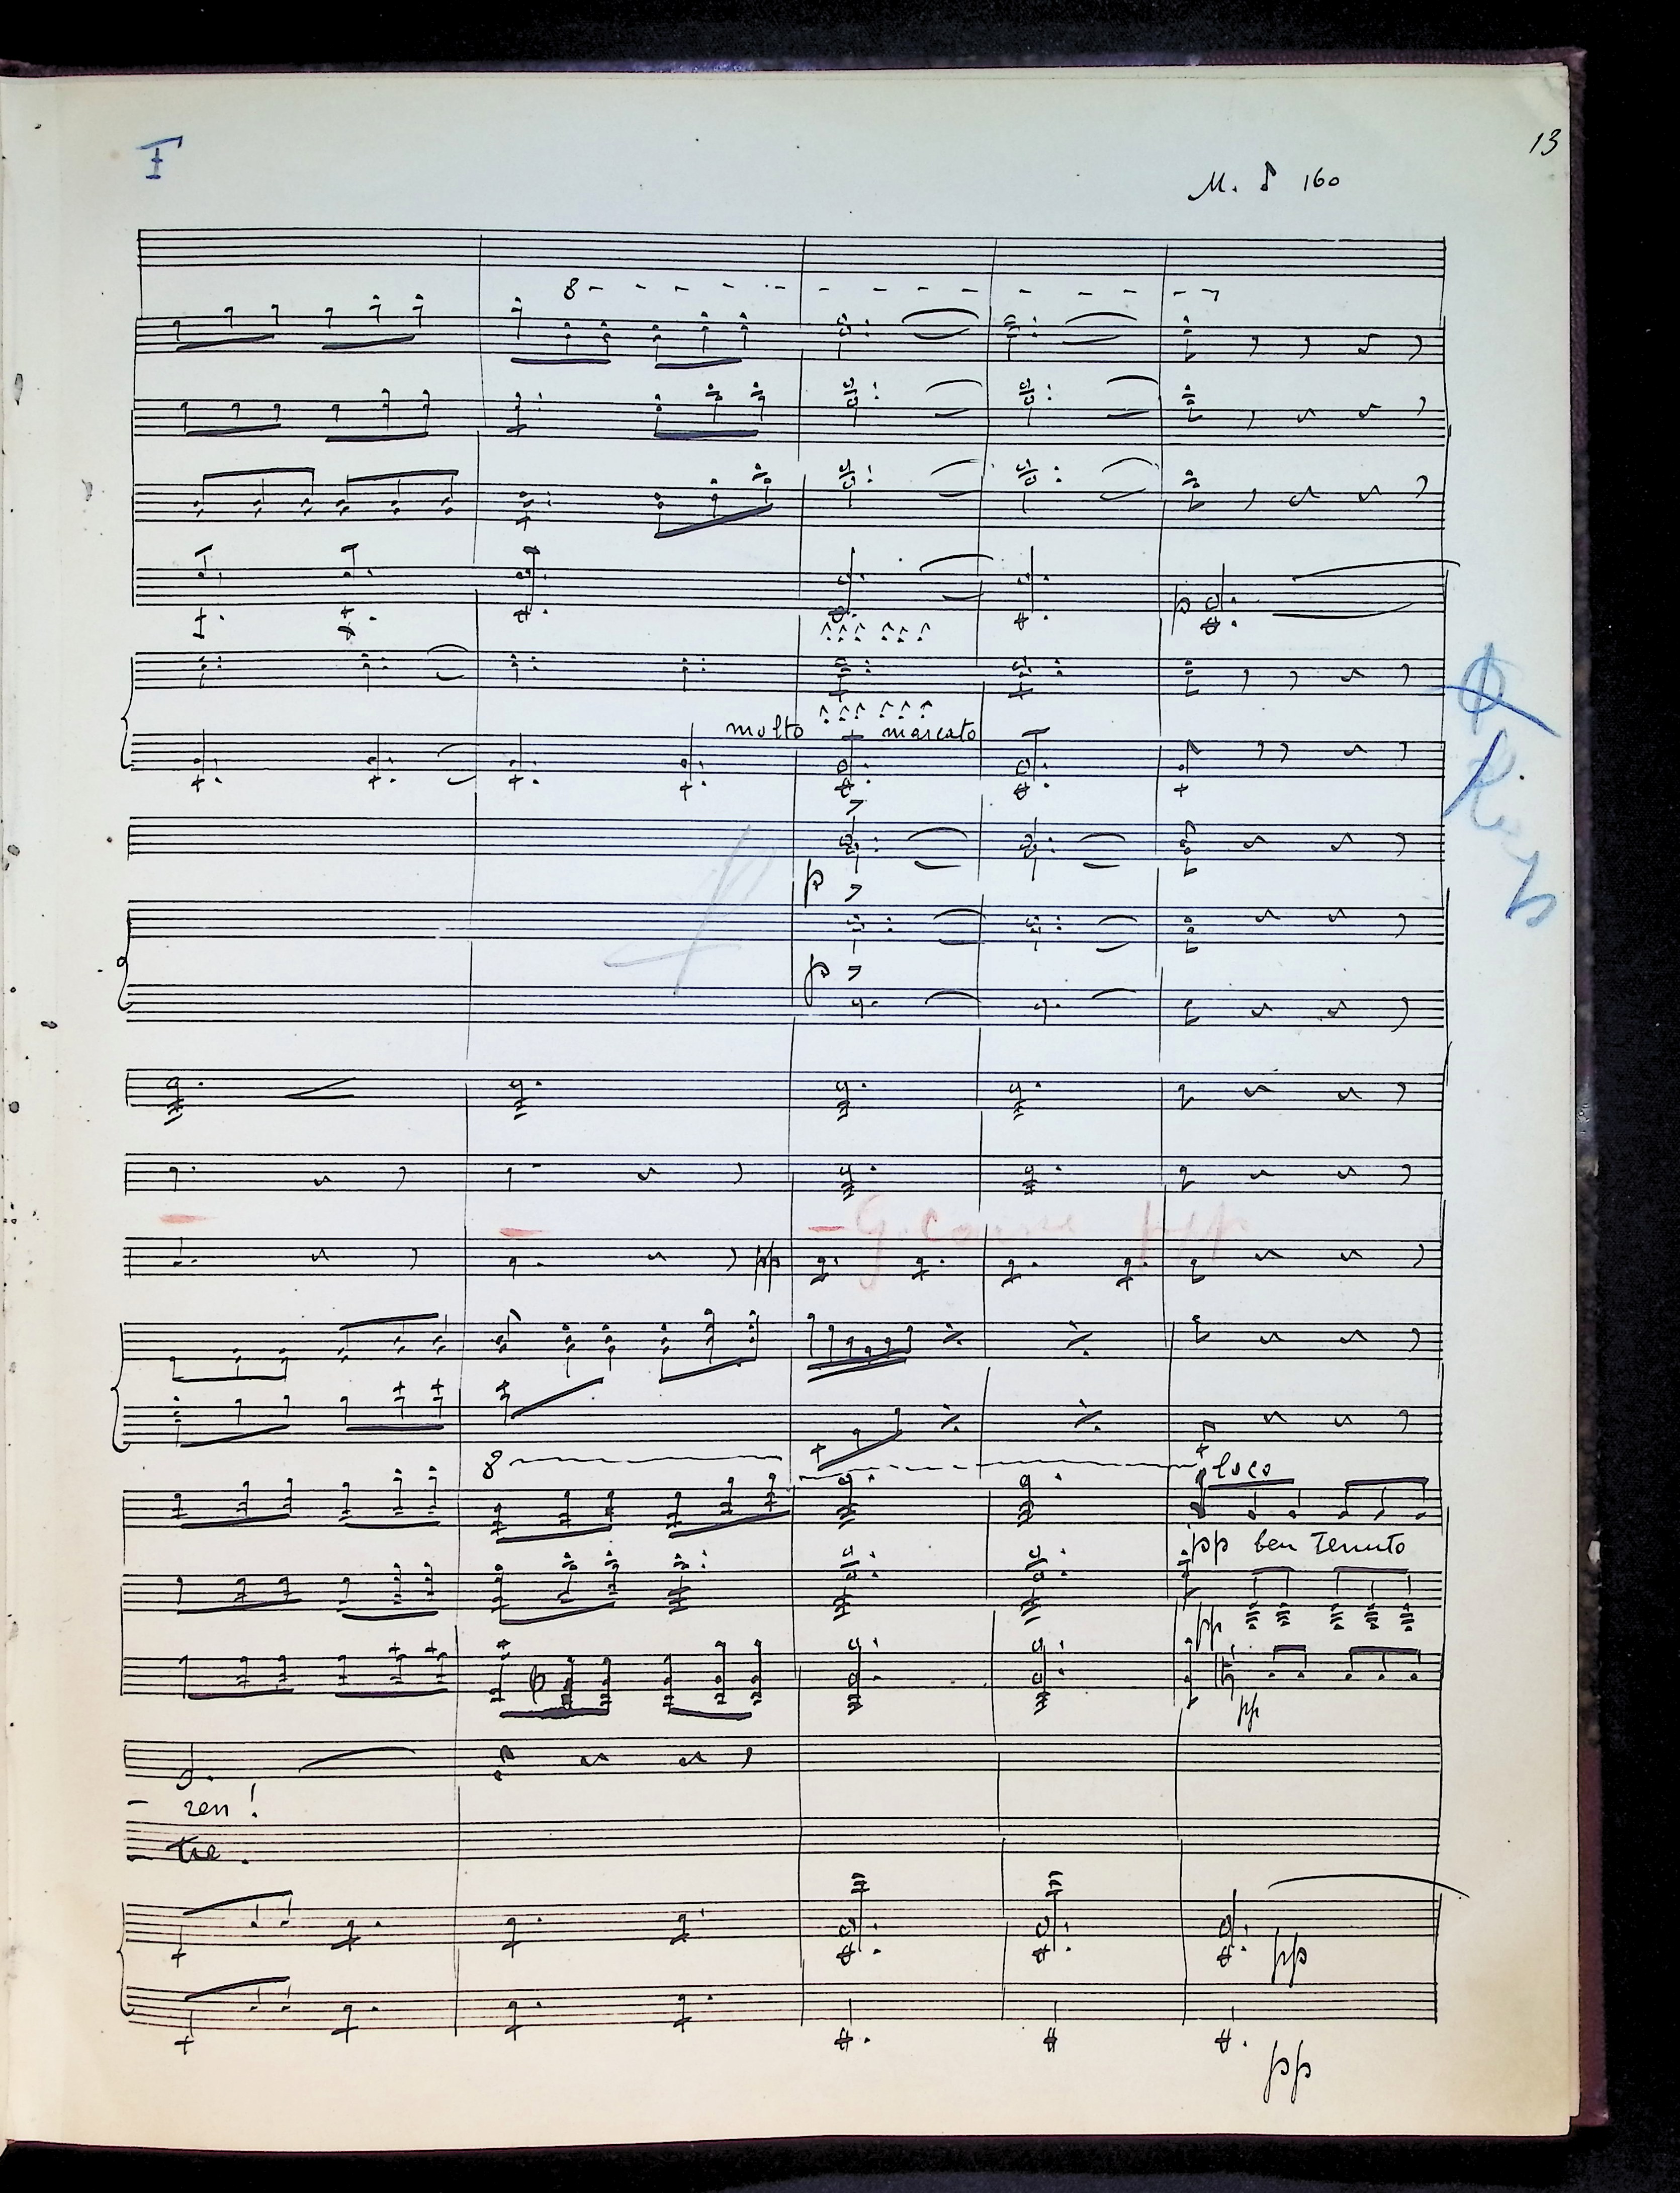 13
F
M. ♪ 160
8
p
molto marcato
p
p
G. Caisse ppp
pp
8
loco
pp ben tenuto
pp
pp
- ren !
- tre.
pp
pp